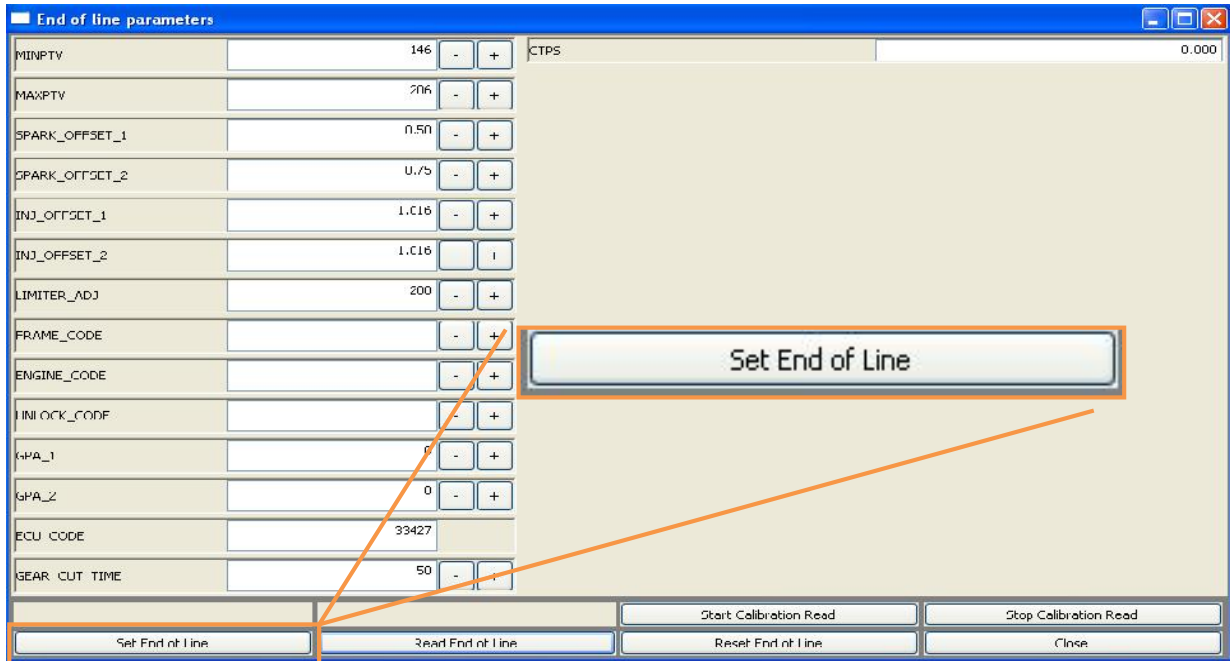 End of line parameters
MINPTV 146 - +
CTPS 0.000
MAXPTV 206 - +
SPARK_OFFSET_1 0.50 - +
SPARK_OFFSET_2 0.75 - +
INJ_OFFSET_1 1.016 - +
INJ_OFFSET_2 1.016
LIMITER_ADJ 200 - +
FRAME_CODE - +
Set End of Line
ENGINE_CODE - +
UNLOCK_CODE - +
GPA_1 0 - +
GPA_2 0 - +
ECU CODE 33427
GEAR CUT TIME 50 - +
Start Calibration Read
Stop Calibration Read
Set End of Line
Read End of Line
Reset End of Line
Close